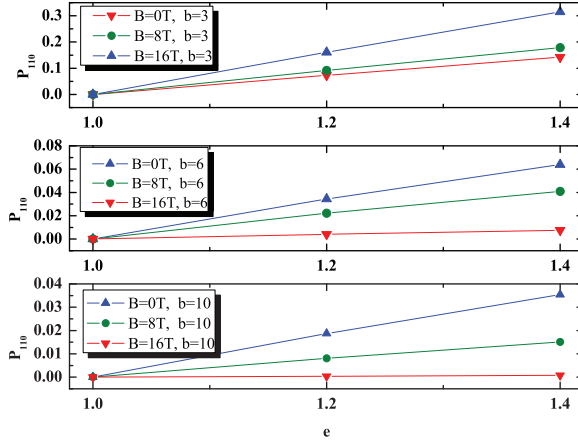 0.3
0.2
0.1
0.0
P110
B=0T, b=3
B=8T, b=3
B=16T, b=3
1.0 1.2 1.4
0.08
0.06
0.04
0.02
0.00
P110
B=0T, b=6
B=8T, b=6
B=16T, b=6
1.0 1.2 1.4
0.04
0.03
0.02
0.01
0.00
P110
B=0T, b=10
B=8T, b=10
B=16T, b=10
1.0 1.2 1.4
e